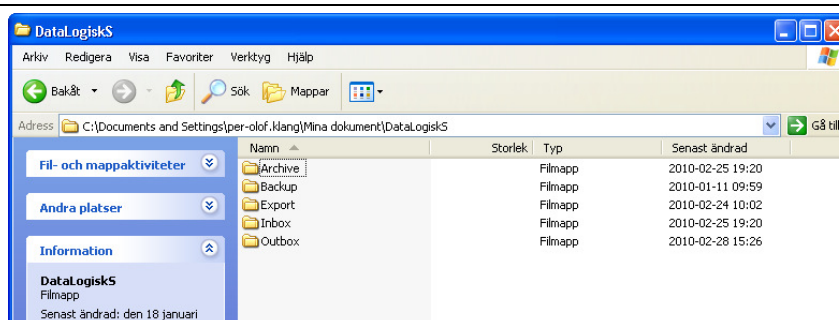 DataLogiskS
Arkiv Redigera Visa Favoriter Verktyg Hjälp
Bakåt Sök Mappar
Adress C:\Documents and Settings\per-olof.klang\Mina dokument\DataLogiskS Gå till
Namn Storlek Typ Senast ändrad
Fil- och mappaktiviteter
Andra platser
Information
DataLogiskS
Filmapp
Senast ändrad: den 18 januari
Archive Filmapp 2010-02-25 19:20
Backup Filmapp 2010-01-11 09:59
Export Filmapp 2010-02-24 10:02
Inbox Filmapp 2010-02-25 19:20
Outbox Filmapp 2010-02-28 15:26